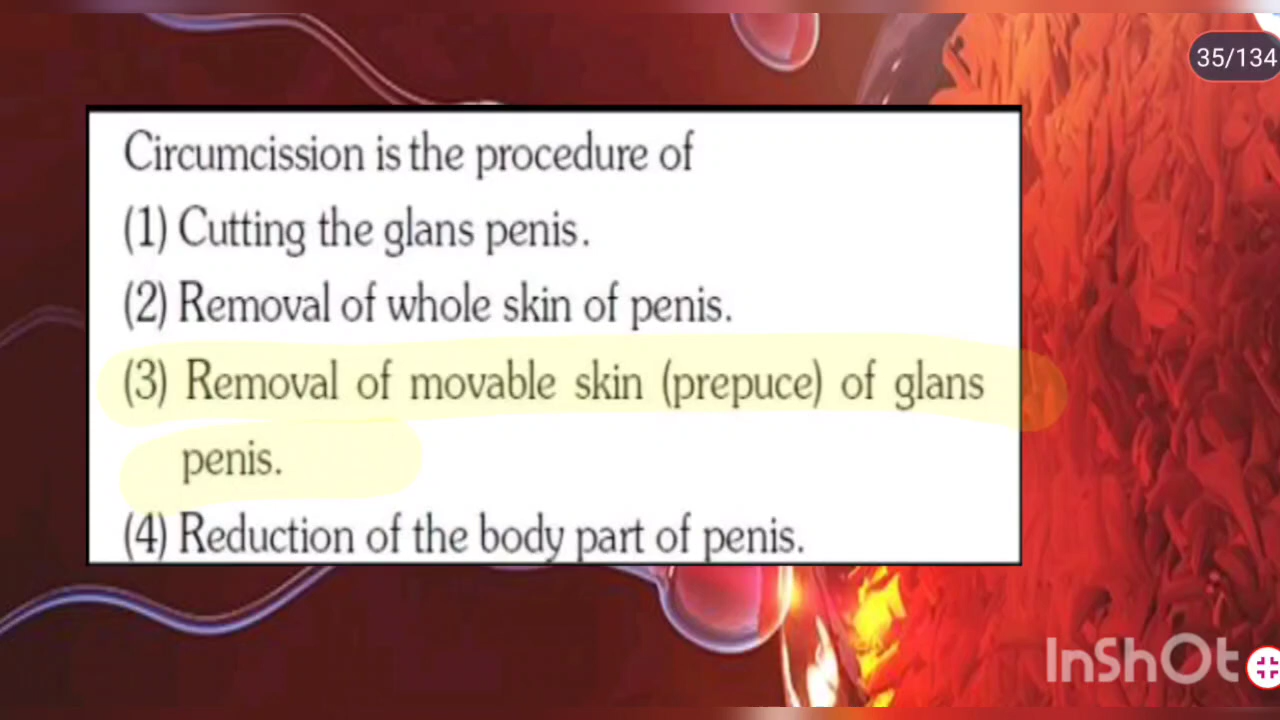 35/134
Circumcission is the procedure of
(1) Cutting the glans penis.
(2) Removal of whole skin of penis.
(3) Removal of movable skin (prepuce) of glans
penis.
(4) Reduction of the body part of penis.
InShOt